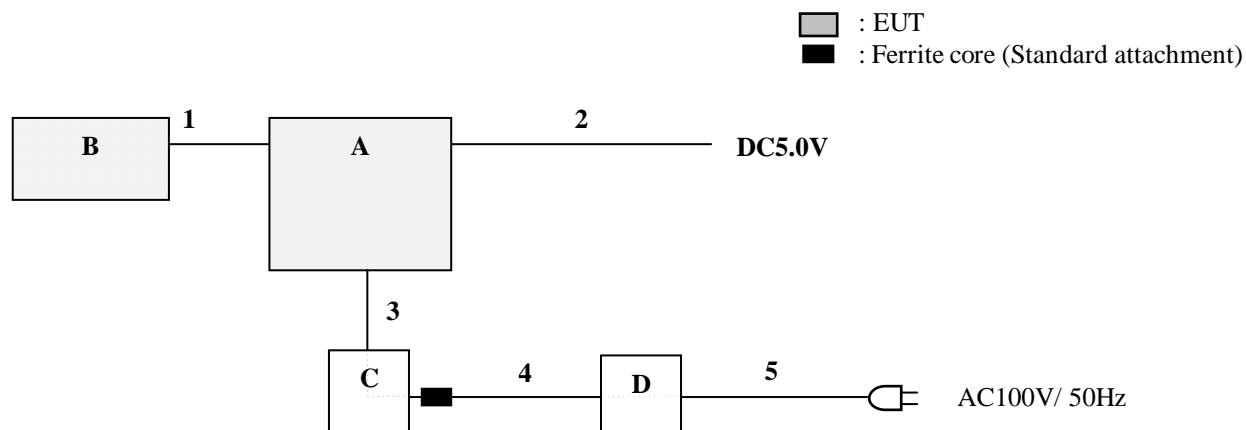 : EUT
: Ferrite core (Standard attachment)
1
2
B
A
DC5.0V
3
C
4
D
5
AC100V/ 50Hz